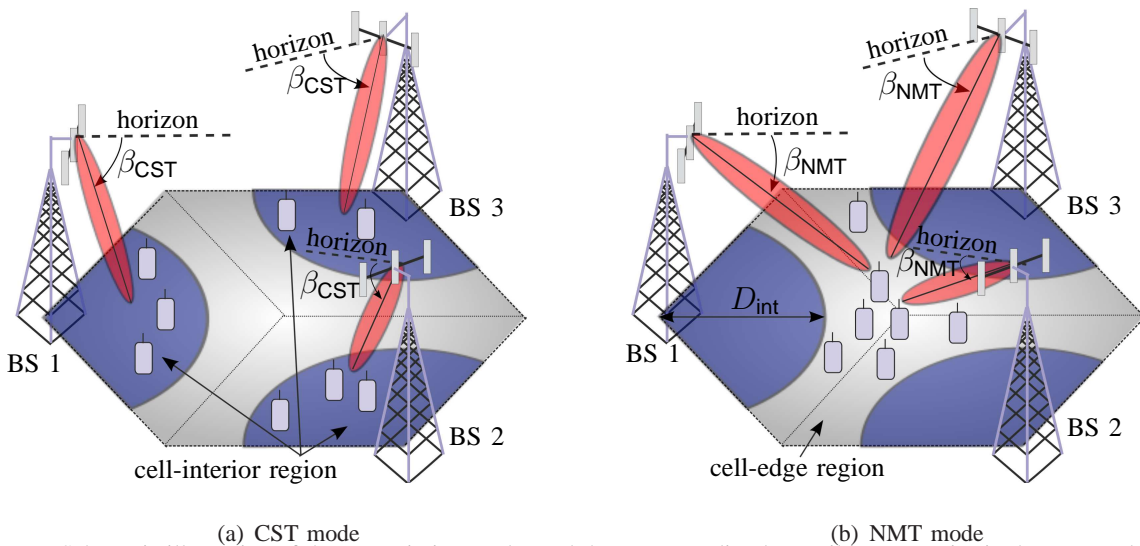 horizon
β_CST
BS 3
horizon
β_CST
horizon
β_CST
BS 1
BS 2
cell-interior region
(a) CST mode
horizon
β_NMT
BS 3
horizon
β_NMT
horizon
β_NMT
D_int
BS 1
BS 2
cell-edge region
(b) NMT mode